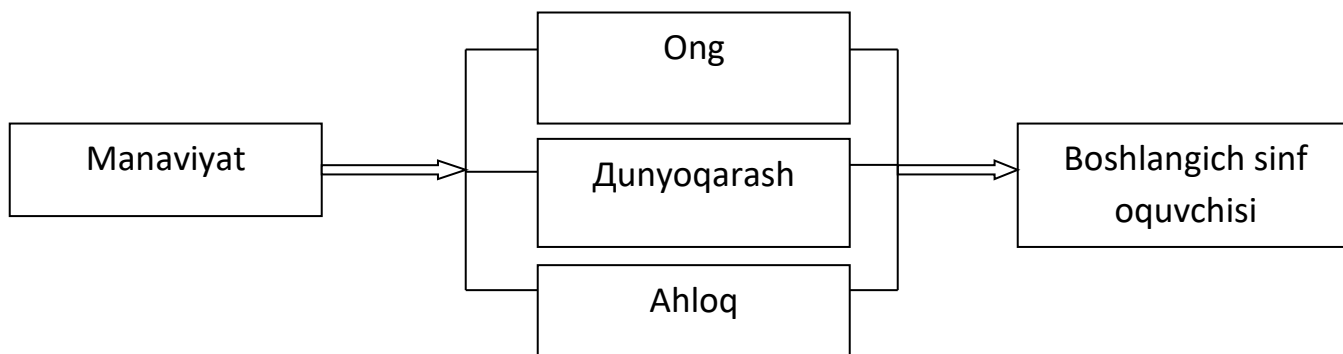 Manaviyat
Ong
Дunyoqarash
Ahloq
Boshlangich sinf
oquvchisi